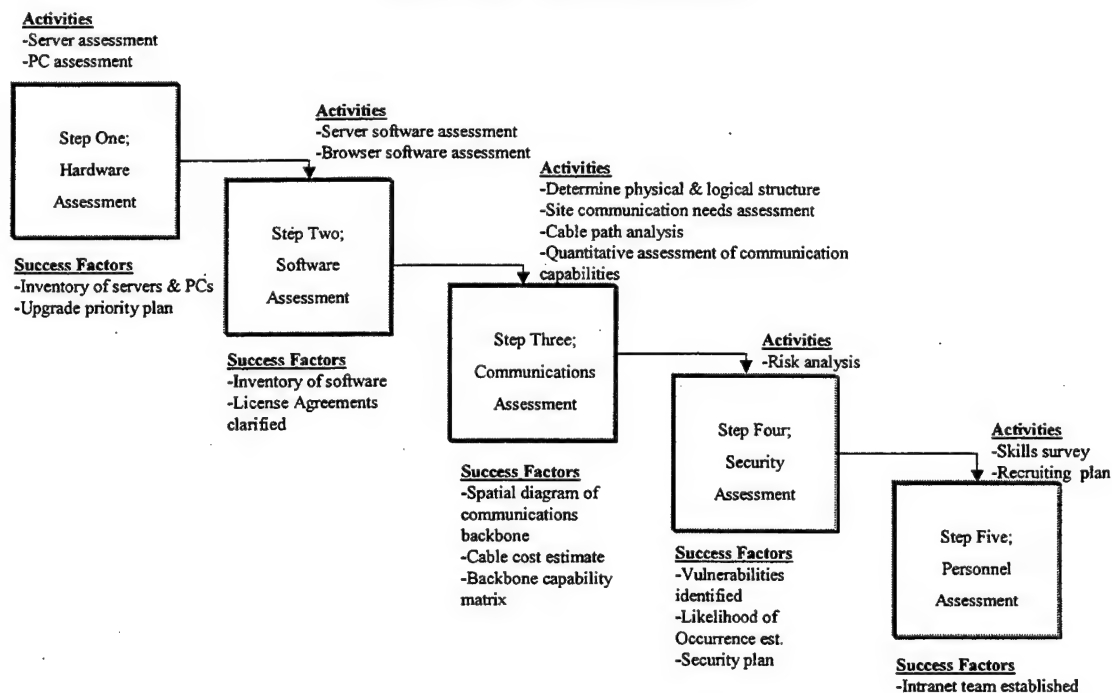 Activities
-Server assessment
-PC assessment
Step One;
Hardware
Assessment
Success Factors
-Inventory of servers & PCs
-Upgrade priority plan
Activities
-Server software assessment
-Browser software assessment
Step Two;
Software
Assessment
Success Factors
-Inventory of software
-License Agreements
clarified
Activities
-Determine physical & logical structure
-Site communication needs assessment
-Cable path analysis
-Quantitative assessment of communication
capabilities
Step Three;
Communications
Assessment
Success Factors
-Spatial diagram of
communications
backbone
-Cable cost estimate
-Backbone capability
matrix
Activities
-Risk analysis
Step Four;
Security
Assessment
Success Factors
-Vulnerabilities
identified
-Likelihood of
Occurrence est.
-Security plan
Activities
-Skills survey
-Recruiting plan
Step Five;
Personnel
Assessment
Success Factors
-Intranet team established